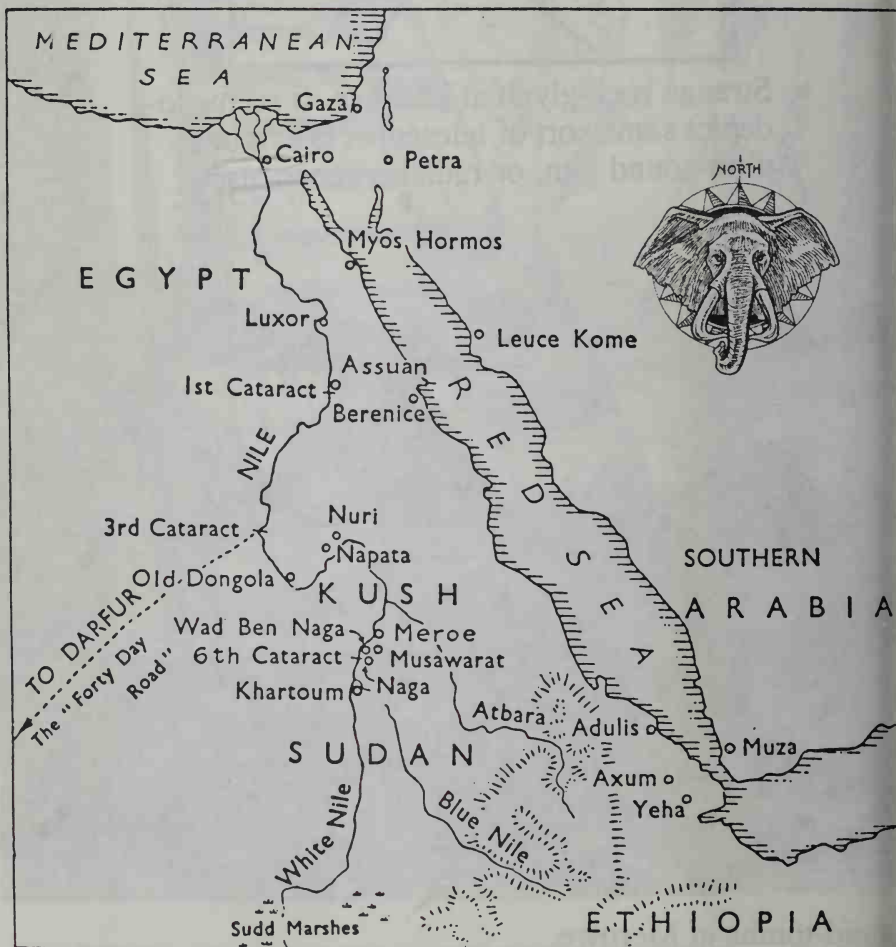 MEDITERRANEAN
SEA
Gaza
Cairo
Petra
NORTH
Myos Hormos
EGYPT
Luxor
Leuce Kome
Assuan
1st Cataract
Berenice
RED SEA
NILE
3rd Cataract
Nuri
Napata
Old Dongola
KUSH
SOUTHERN
ARABIA
TO DARFUR
The "Forty Day
Road"
Wad Ben Naga
Meroe
6th Cataract
Musawarat
Naga
Khartoum
Atbara
Adulis
Muza
SUDAN
Axum
Yeha
White Nile
Blue Nile
Sudd Marshes
ETHIOPIA